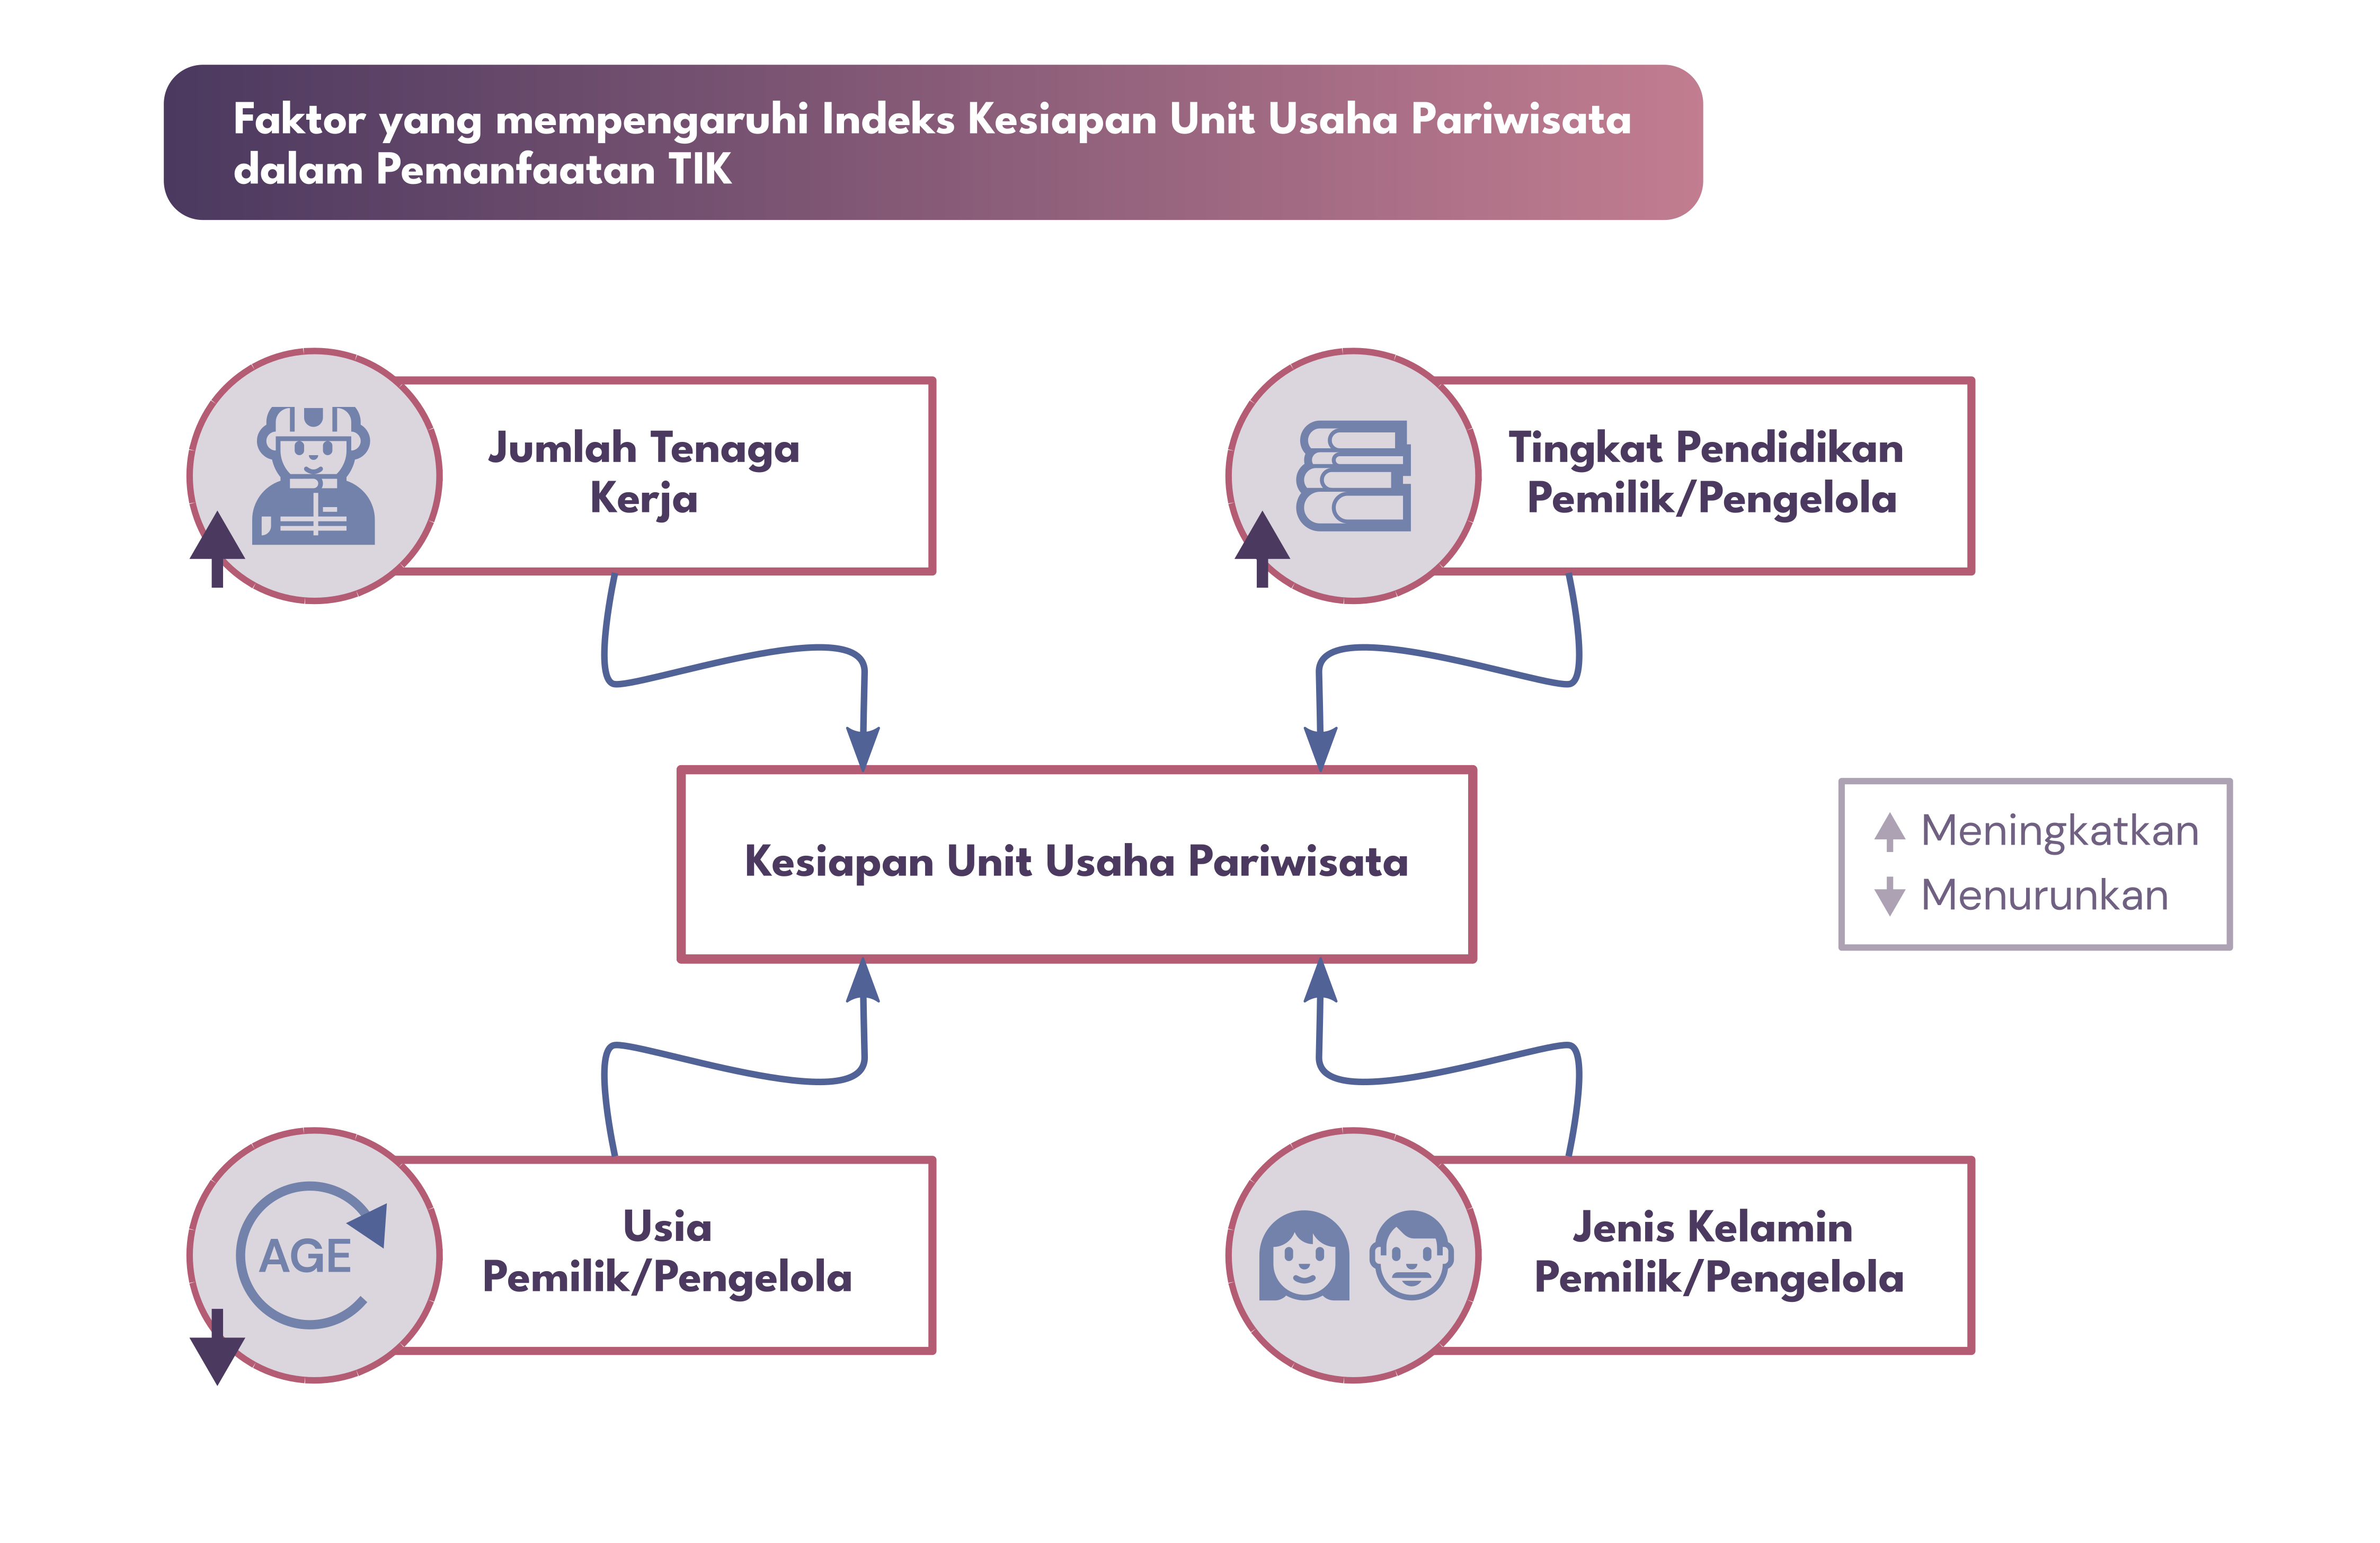 Faktor yang mempengaruhi Indeks Kesiapan Unit Usaha Pariwisata
dalam Pemanfaatan TIK
Jumlah Tenaga
Kerja
Tingkat Pendidikan
Pemilik/Pengelola
Kesiapan Unit Usaha Pariwisata
Meningkatkan
Menurunkan
AGE
Usia
Pemilik/Pengelola
Jenis Kelamin
Pemilik/Pengelola